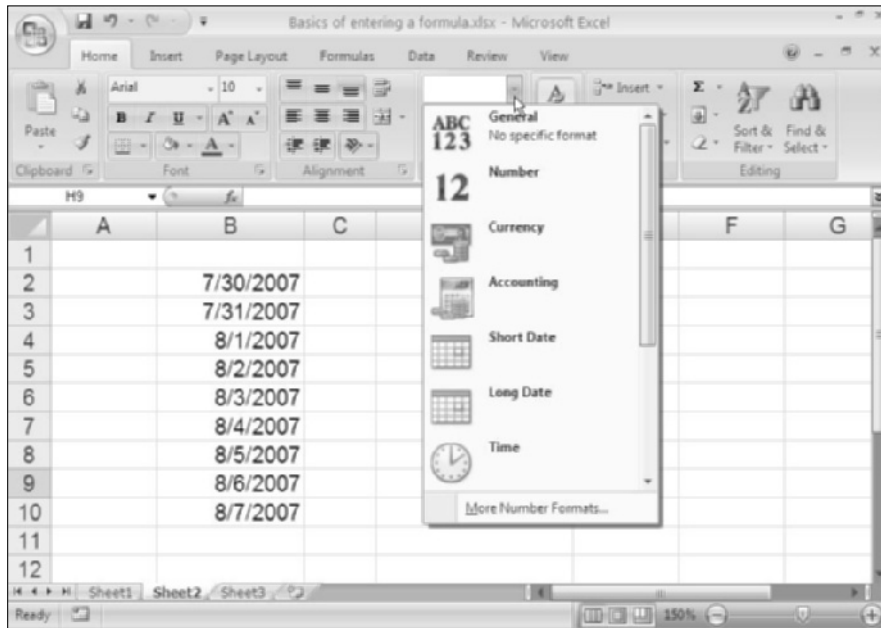 Basics of entering a formula.xlsx - Microsoft Excel
Home Insert Page Layout Formulas Data Review View
Arial 10
Insert
Σ
Paste
B I U A A
A
Sort & Filter
Find & Select
Clipboard Font Alignment Editing
H9 fx
A B C F G
1
2 7/30/2007
3 7/31/2007
4 8/1/2007
5 8/2/2007
6 8/3/2007
7 8/4/2007
8 8/5/2007
9 8/6/2007
10 8/7/2007
11
12
ABC 123 General
No specific format
12 Number
Currency
Accounting
Short Date
Long Date
Time
More Number Formats...
Sheet1 Sheet2 Sheet3
Ready 150%